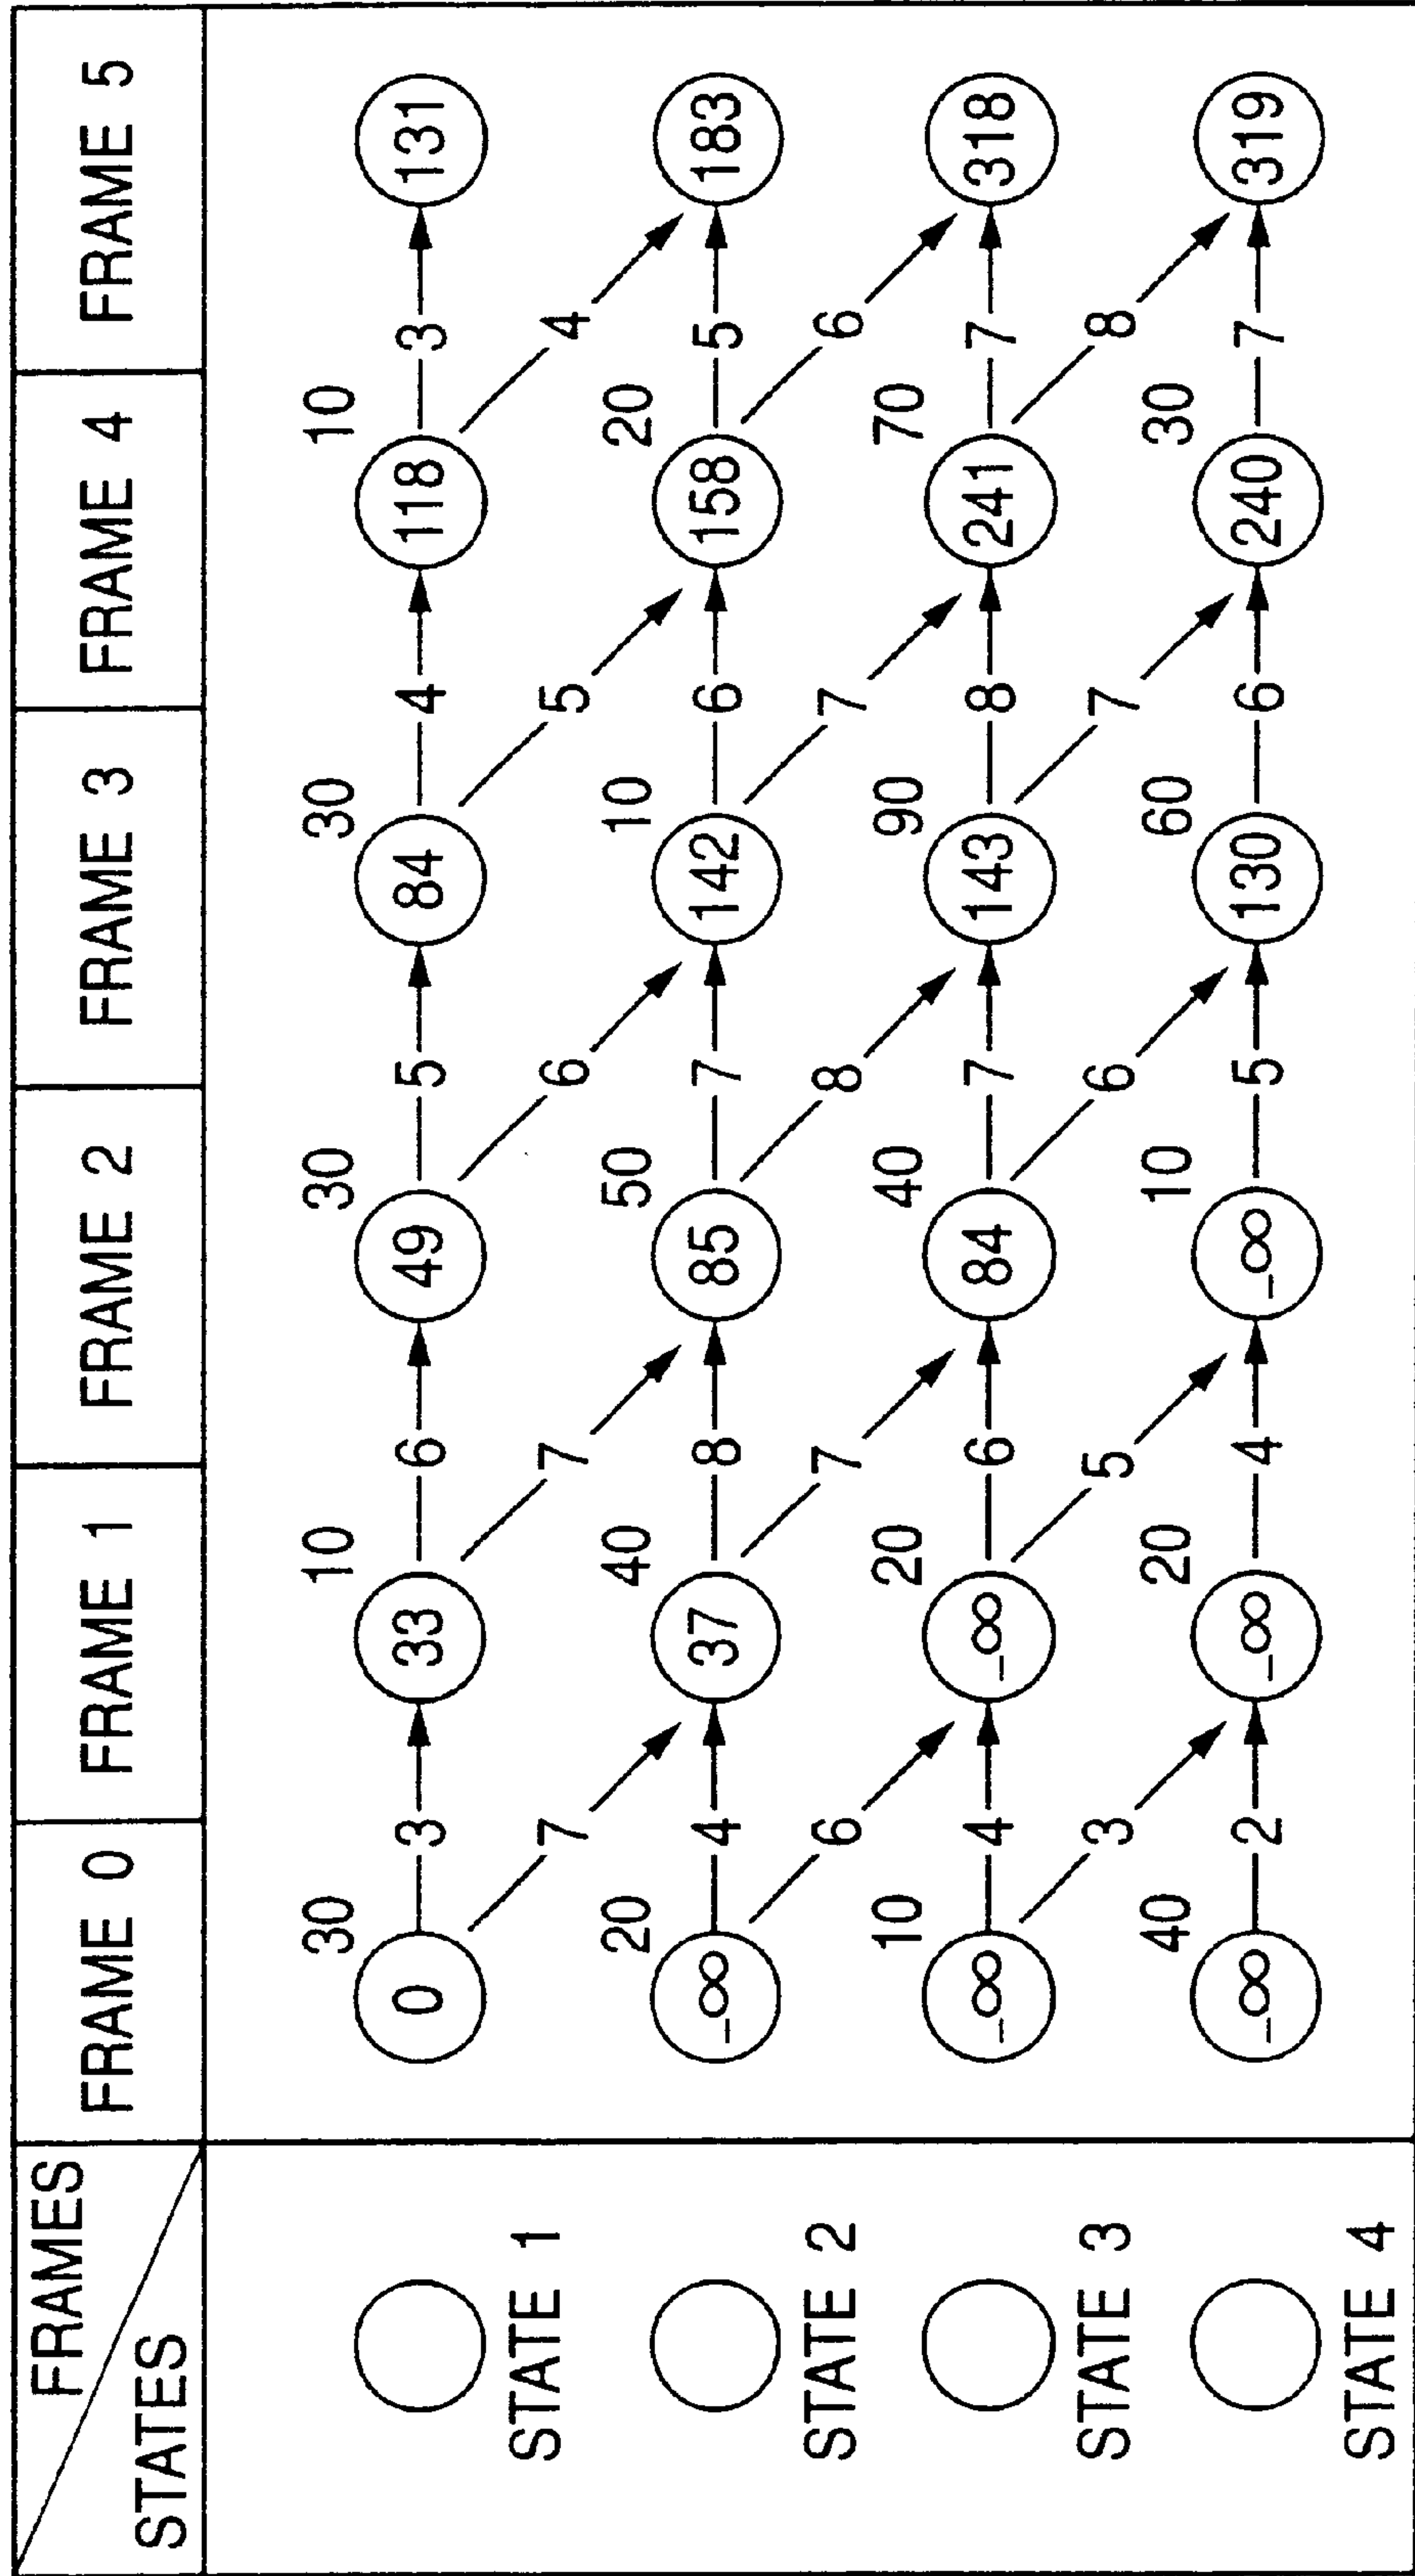 FRAMES
STATES
FRAME 0 FRAME 1 FRAME 2 FRAME 3 FRAME 4 FRAME 5
30 10 30 30 10
0 3 33 6 49 5 84 4 118 3 131
STATE 1
7 7 6 5 4
20 40 50 10 20
-∞ 4 37 8 85 7 142 6 158 5 183
STATE 2
6 7 8 7 6
10 20 40 90 70
-∞ 4 -∞ 6 84 7 143 8 241 7 318
STATE 3
3 5 6 7 8
40 20 10 60 30
-∞ 2 -∞ 4 -∞ 5 130 6 240 7 319
STATE 4